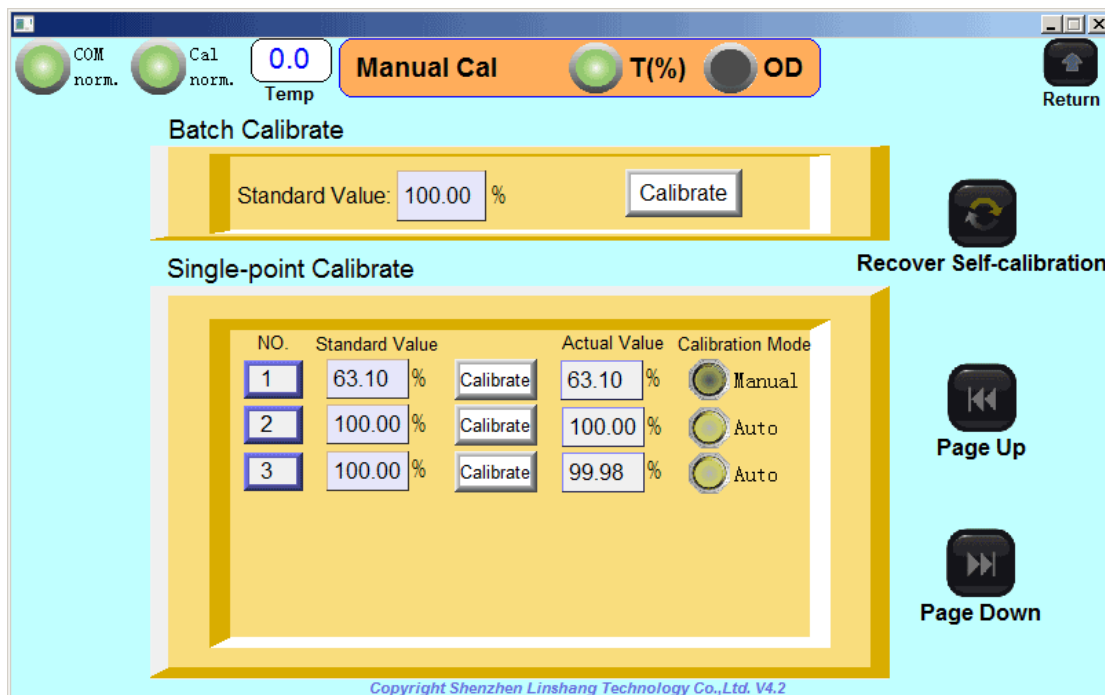 COM norm.
Cal norm.
0.0
Temp
Manual Cal T(%) OD
Return
Batch Calibrate
Standard Value: 100.00 % Calibrate
Recover Self-calibration
Single-point Calibrate
NO. Standard Value Actual Value Calibration Mode
1 63.10 % Calibrate 63.10 % Manual
2 100.00 % Calibrate 100.00 % Auto
3 100.00 % Calibrate 99.98 % Auto
Page Up
Page Down
Copyright Shenzhen Linshang Technology Co.,Ltd. V4.2